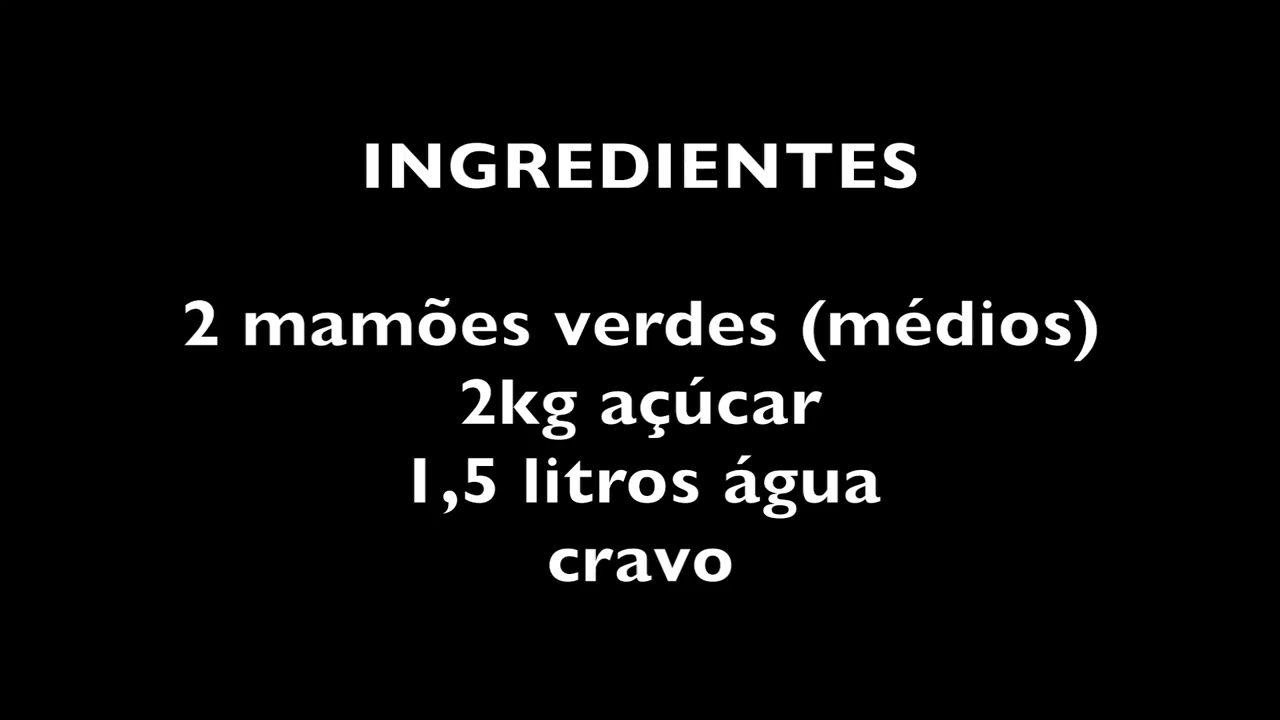 INGREDIENTES
2 mamões verdes (médios)
2kg açúcar
1,5 litros água
cravo